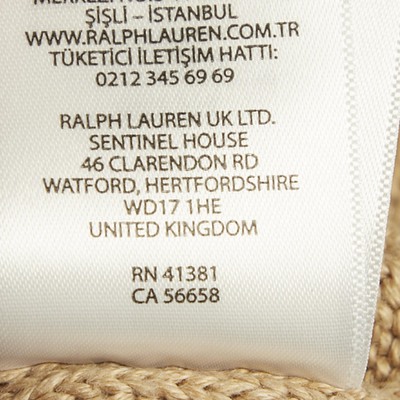 ŞİŞLİ – İSTANBUL
WWW.RALPHLAUREN.COM.TR
TÜKETİCİ İLETİŞİM HATTI:
0212 345 69 69
RALPH LAUREN UK LTD.
SENTINEL HOUSE
46 CLARENDON RD
WATFORD, HERTFORDSHIRE
WD17 1HE
UNITED KINGDOM
RN 41381
CA 56658